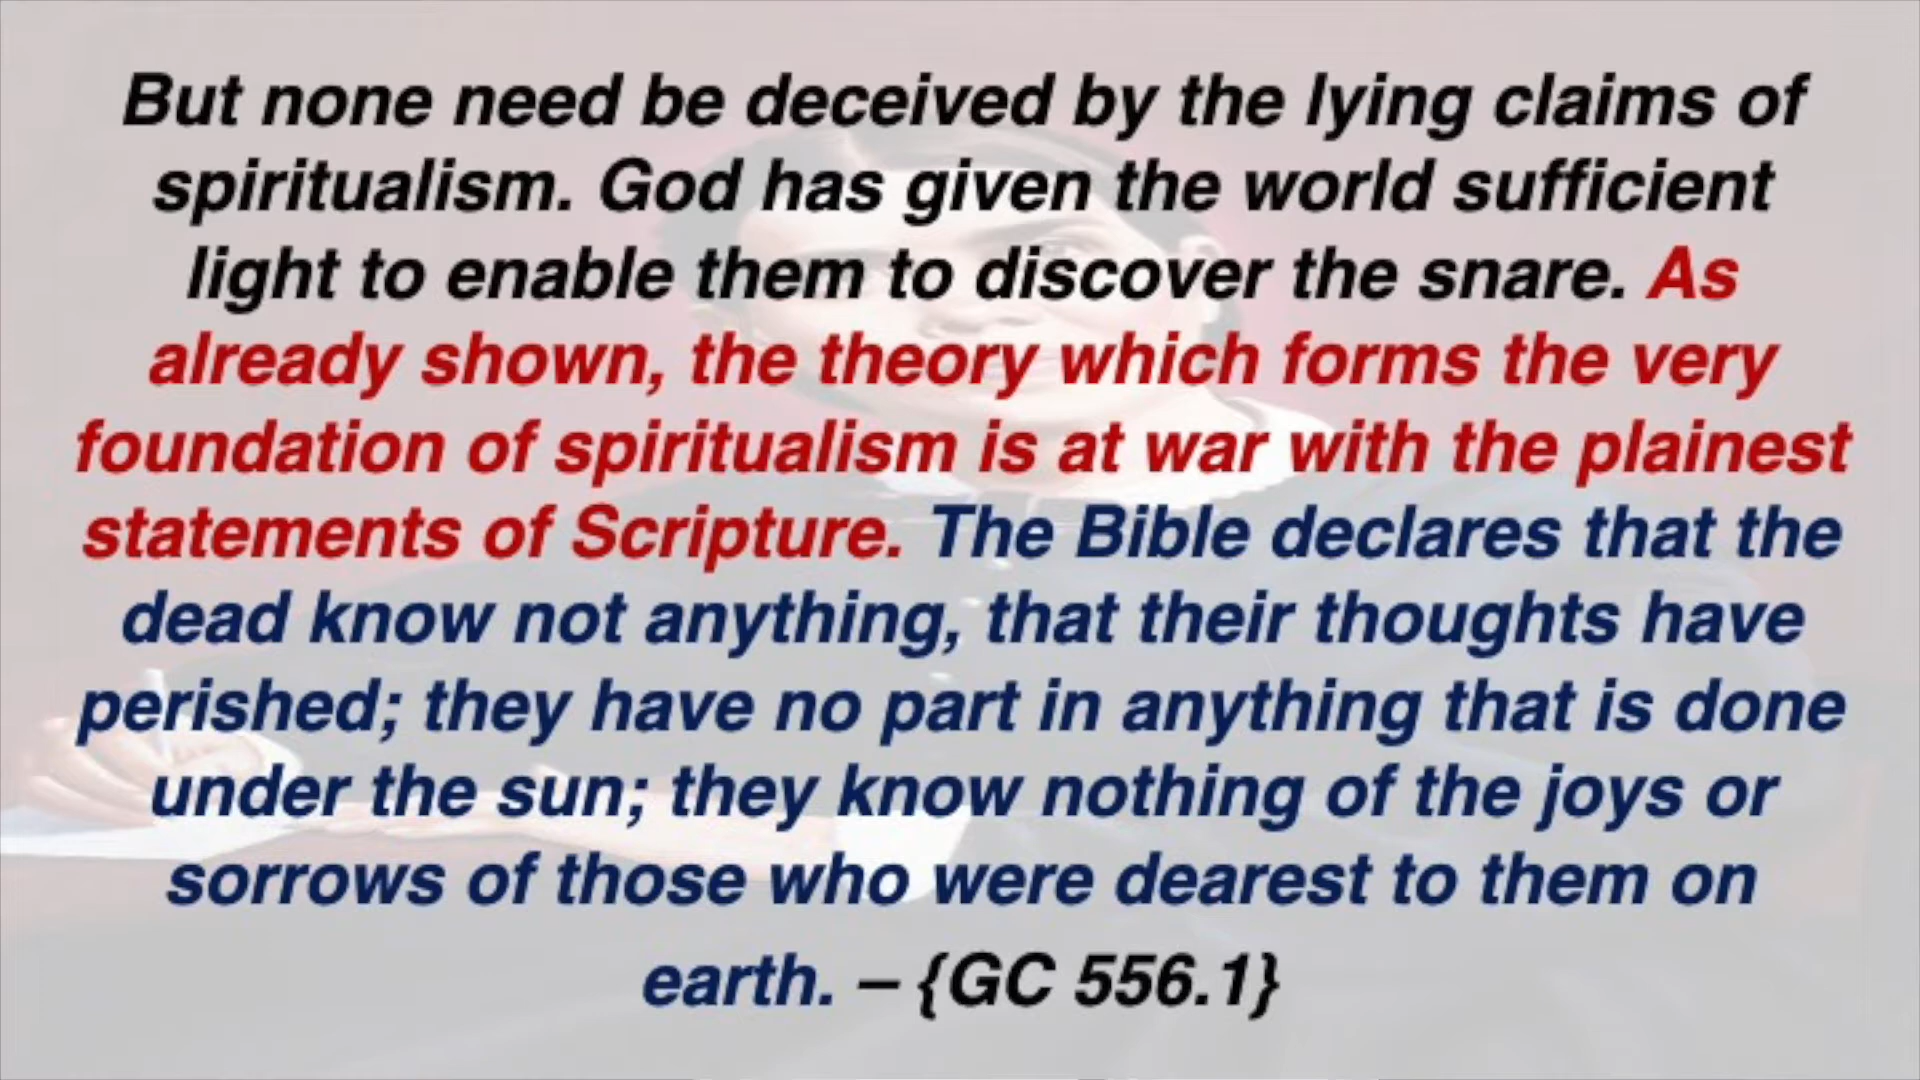 But none need be deceived by the lying claims of
spiritualism. God has given the world sufficient
light to enable them to discover the snare. As
already shown, the theory which forms the very
foundation of spiritualism is at war with the plainest
statements of Scripture. The Bible declares that the
dead know not anything, that their thoughts have
perished; they have no part in anything that is done
under the sun; they know nothing of the joys or
sorrows of those who were dearest to them on
earth. – {GC 556.1}